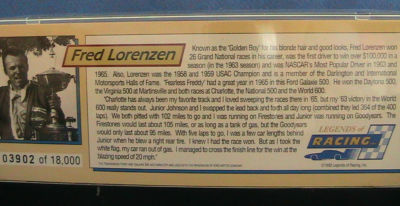 Fred Lorenzen
Known as the "Golden Boy" for his blonde hair and good looks, Fred Lorenzen won
26 Grand National races in his career, was the first driver to win over $100,000 in a
season (in the 1963 season) and was NASCAR's Most Popular Driver in 1963 and
1965. Also, Lorenzen was the 1958 and 1959 USAC Champion and is a member of the Darlington and International
Motorsports Halls of Fame. "Fearless Freddy" had a great year in 1965 in this Ford Galaxie 500. He won the Daytona 500,
the Virginia 500 at Martinsville and both races at Charlotte, the National 500 and the World 600.
"Charlotte has always been my favorite track and I loved sweeping the races there in '65, but my '63 victory in the World
600 really stands out. Junior Johnson and I swapped the lead back and forth all day long (combined they led 354 of the 400
laps). We both pitted with 102 miles to go and I was running on Firestones and Junior was running on Goodyears. The
Firestones would last about 105 miles, or as long as a tank of gas, but the Goodyears
would only last about 95 miles. With five laps to go, I was a few car lengths behind
Junior when he blew a right rear tire. I knew I had the race won. But as I took the
white flag, my car ran out of gas. I managed to cross the finish line for the win at the
blazing speed of 20 mph."
LEGENDS of
RACING
03902 of 18,000